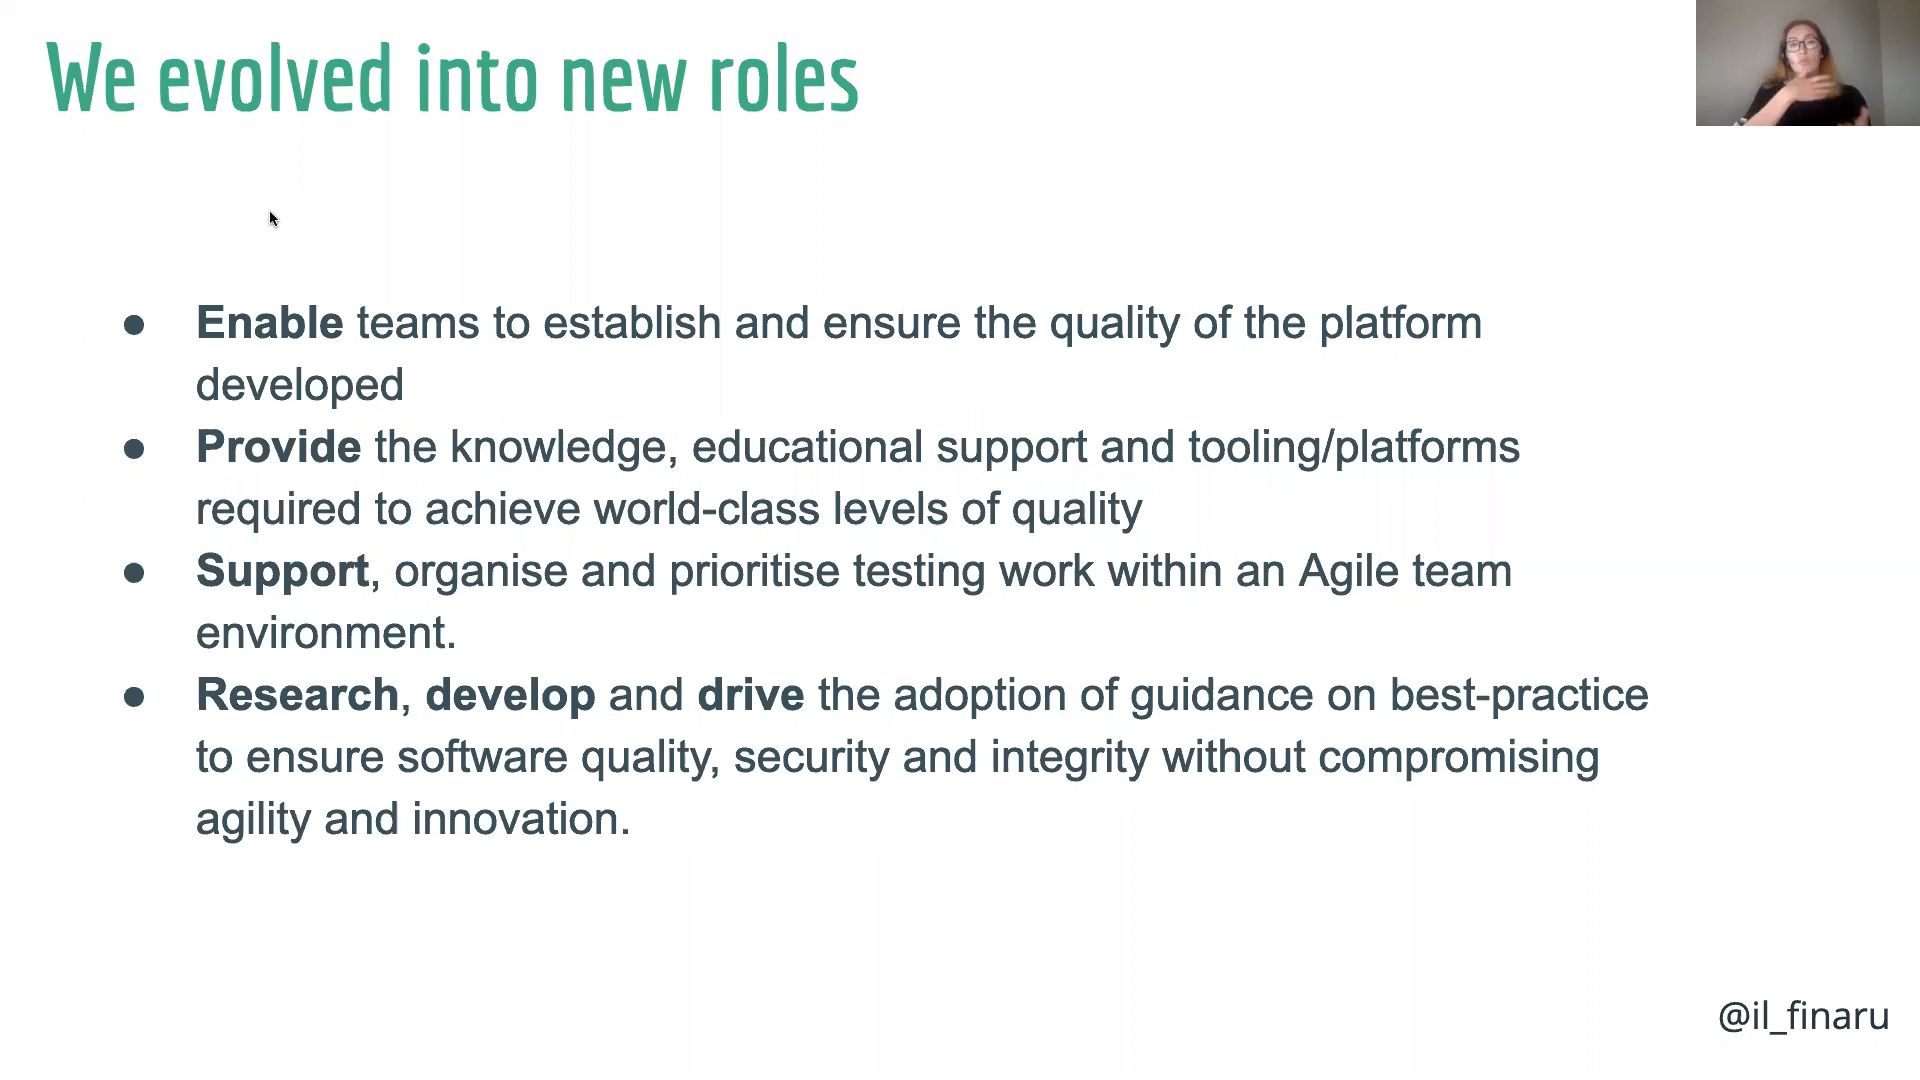 We evolved into new roles
● Enable teams to establish and ensure the quality of the platform
developed
● Provide the knowledge, educational support and tooling/platforms
required to achieve world-class levels of quality
● Support, organise and prioritise testing work within an Agile team
environment.
● Research, develop and drive the adoption of guidance on best-practice
to ensure software quality, security and integrity without compromising
agility and innovation.
@il_finaru